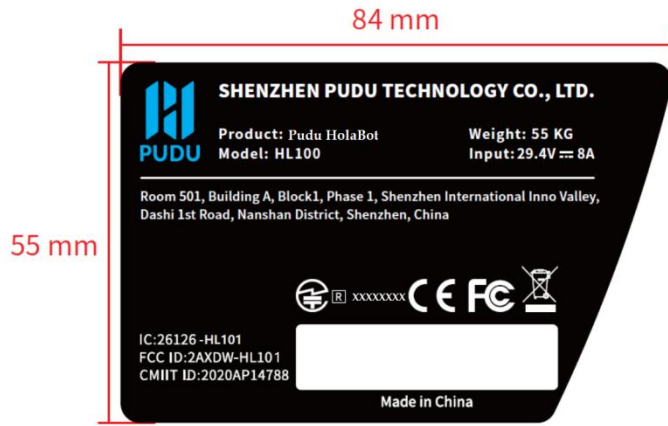 84 mm
55 mm
PUDU
SHENZHEN PUDU TECHNOLOGY CO., LTD.
Product: Pudu HolaBot Weight: 55 KG
Model: HL100 Input: 29.4V ⎓ 8A
Room 501, Building A, Block1, Phase 1, Shenzhen International Inno Valley,
Dashi 1st Road, Nanshan District, Shenzhen, China
R xxxxxxxx CE FC
IC:26126-HL101
FCC ID:2AXDW-HL101
CMIIT ID:2020AP14788
Made in China